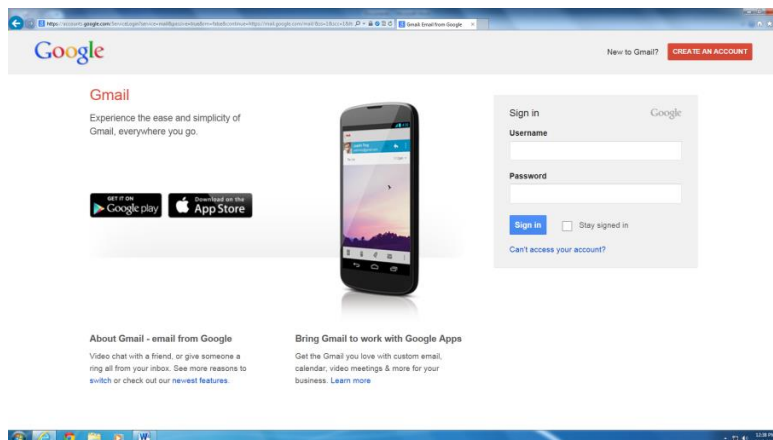 Gmail: Email from Google
Google
New to Gmail?
CREATE AN ACCOUNT
Gmail
Experience the ease and simplicity of
Gmail, everywhere you go.
GET IT ON
Google play
Download on the
App Store
Sign in
Google
Username
Password
Sign in
Stay signed in
Can't access your account?
About Gmail - email from Google
Video chat with a friend, or give someone a
ring all from your inbox. See more reasons to
switch or check out our newest features.
Bring Gmail to work with Google Apps
Get the Gmail you love with custom email,
calendar, video meetings & more for your
business. Learn more